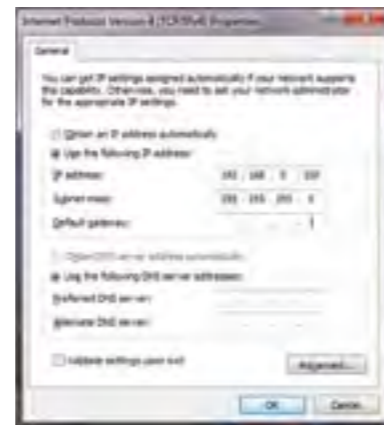 Internet Protocol Version 4 (TCP/IPv4) Properties
General
You can get IP settings assigned automatically if your network supports
this capability. Otherwise, you need to ask your network administrator
for the appropriate IP settings.
Obtain an IP address automatically
Use the following IP address:
IP address: 192 . 168 .
Subnet mask: 255 . 255 . 255 .
Default gateway:
Obtain DNS server address automatically
Use the following DNS server addresses:
Preferred DNS server:
Alternate DNS server:
Validate settings upon exit
Advanced...
OK Cancel